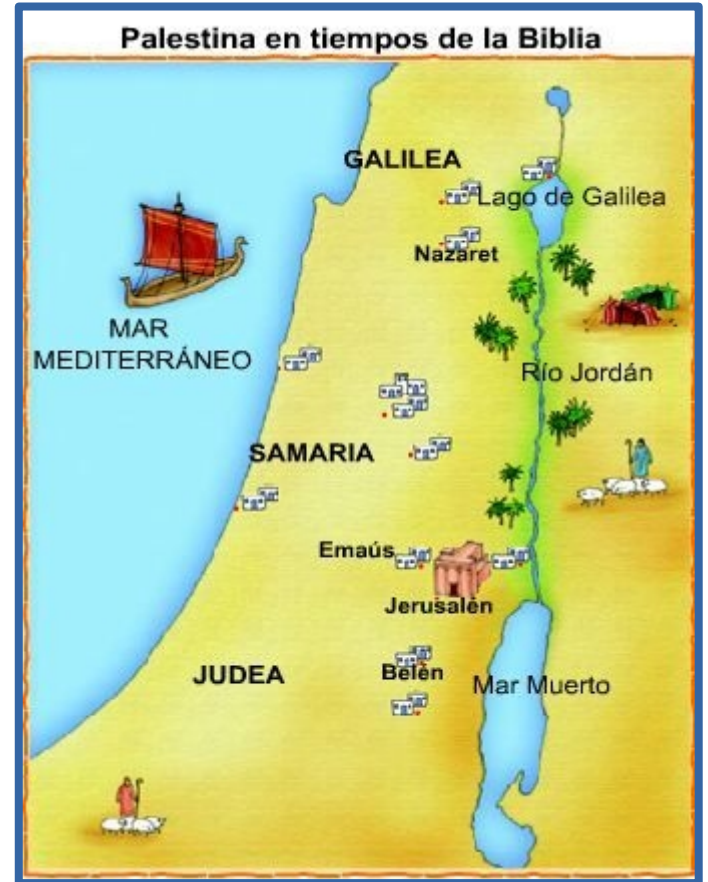 Palestina en tiempos de la Biblia
GALILEA
Lago de Galilea
Nazaret
MAR
MEDITERRÁNEO
Río Jordán
SAMARIA
Emaús
Jerusalén
JUDEA
Belén
Mar Muerto